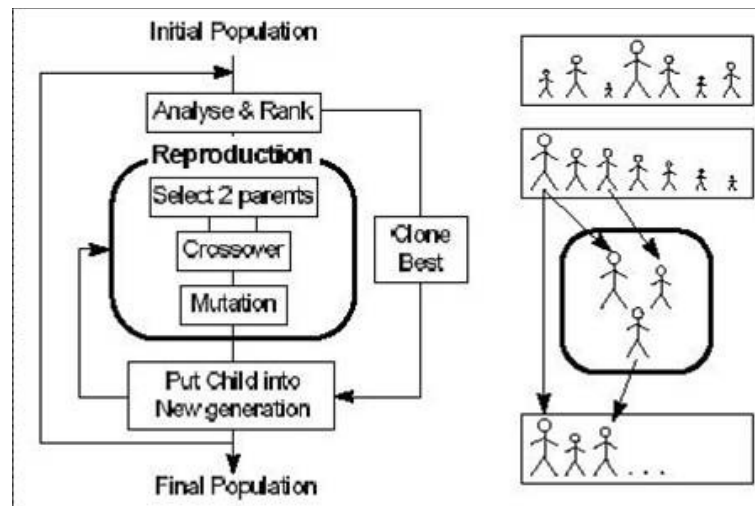 Initial Population
Analyse & Rank
Reproduction
Select 2 parents
Crossover
Mutation
Clone
Best
Put Child into
New generation
Final Population
. . .